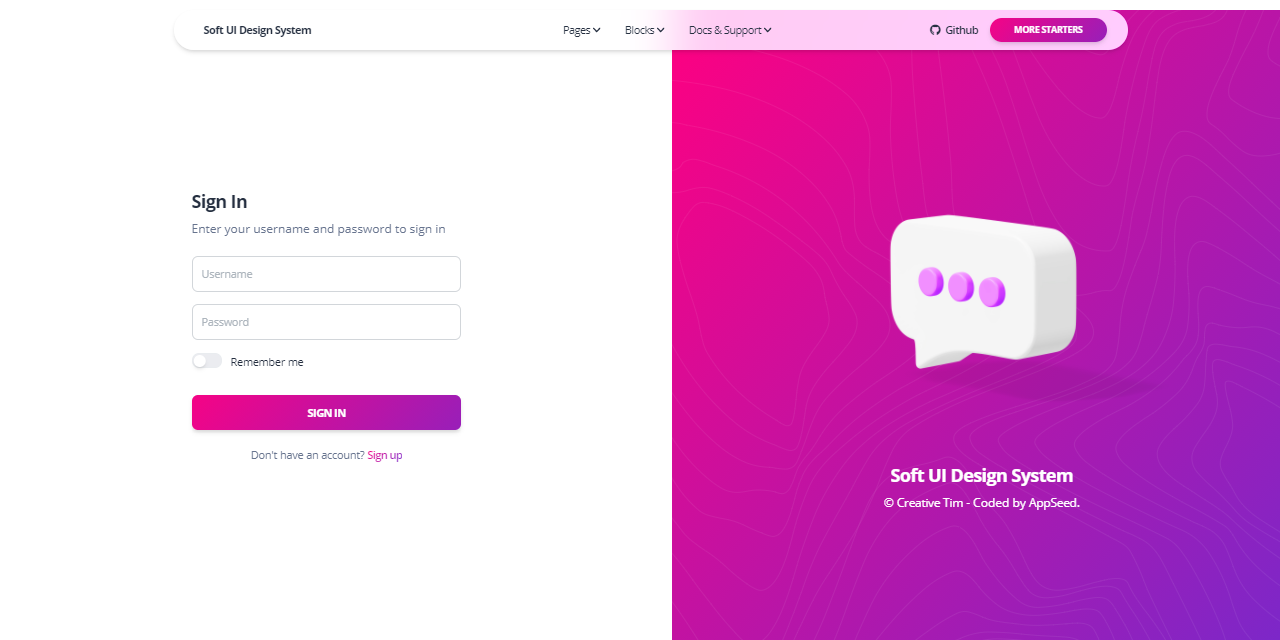 Soft UI Design System
Pages
Blocks
Docs & Support
Github
MORE STARTERS
Sign In
Enter your username and password to sign in
Username
Password
Remember me
SIGN IN
Don't have an account? Sign up
Soft UI Design System
© Creative Tim - Coded by AppSeed.